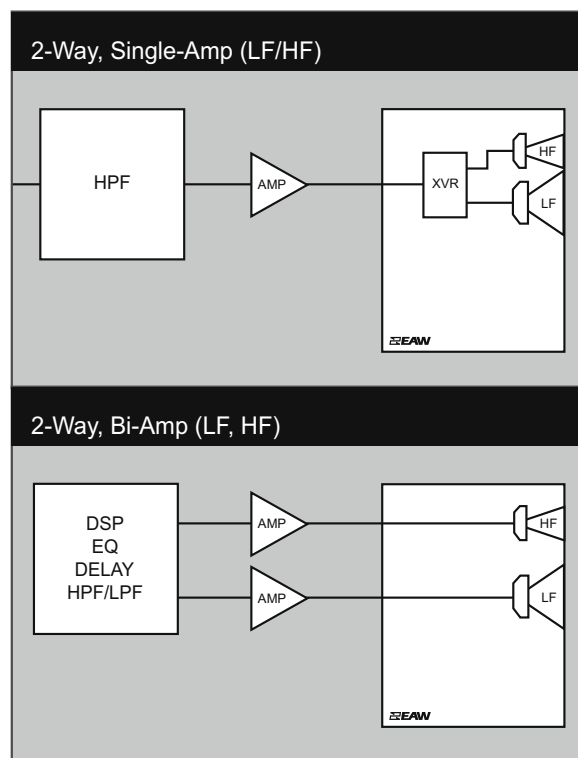 2-Way, Single-Amp (LF/HF)
HPF
AMP
XVR
HF
LF
EAW
2-Way, Bi-Amp (LF, HF)
DSP
EQ
DELAY
HPF/LPF
AMP
HF
AMP
LF
EAW